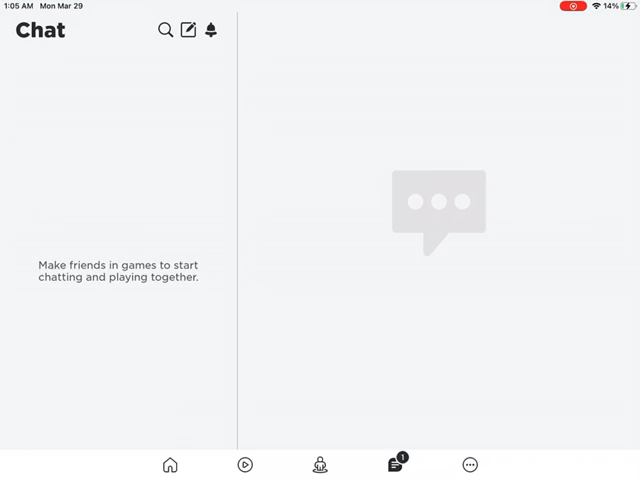 1:05 AM Mon Mar 29
14%
Chat
Make friends in games to start
chatting and playing together.
1